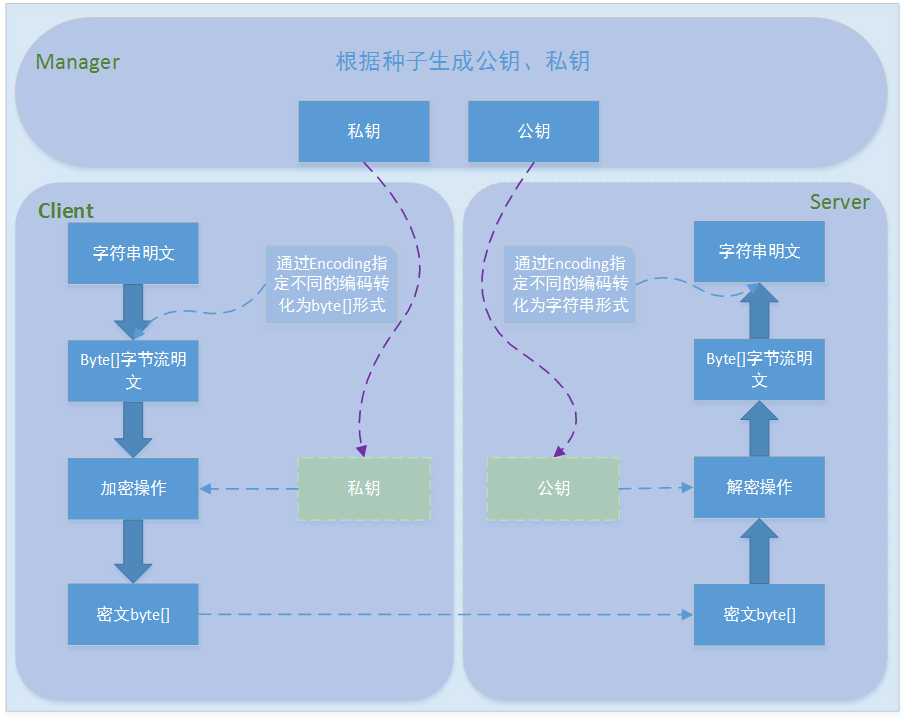 Manager
根据种子生成公钥、私钥
私钥
公钥
Client
字符串明文
通过Encoding指
定不同的编码转
化为byte[]形式
Byte[]字节流明
文
加密操作
私钥
密文byte[]
Server
字符串明文
通过Encoding指
定不同的编码转
化为字符串形式
Byte[]字节流明
文
公钥
解密操作
密文byte[]